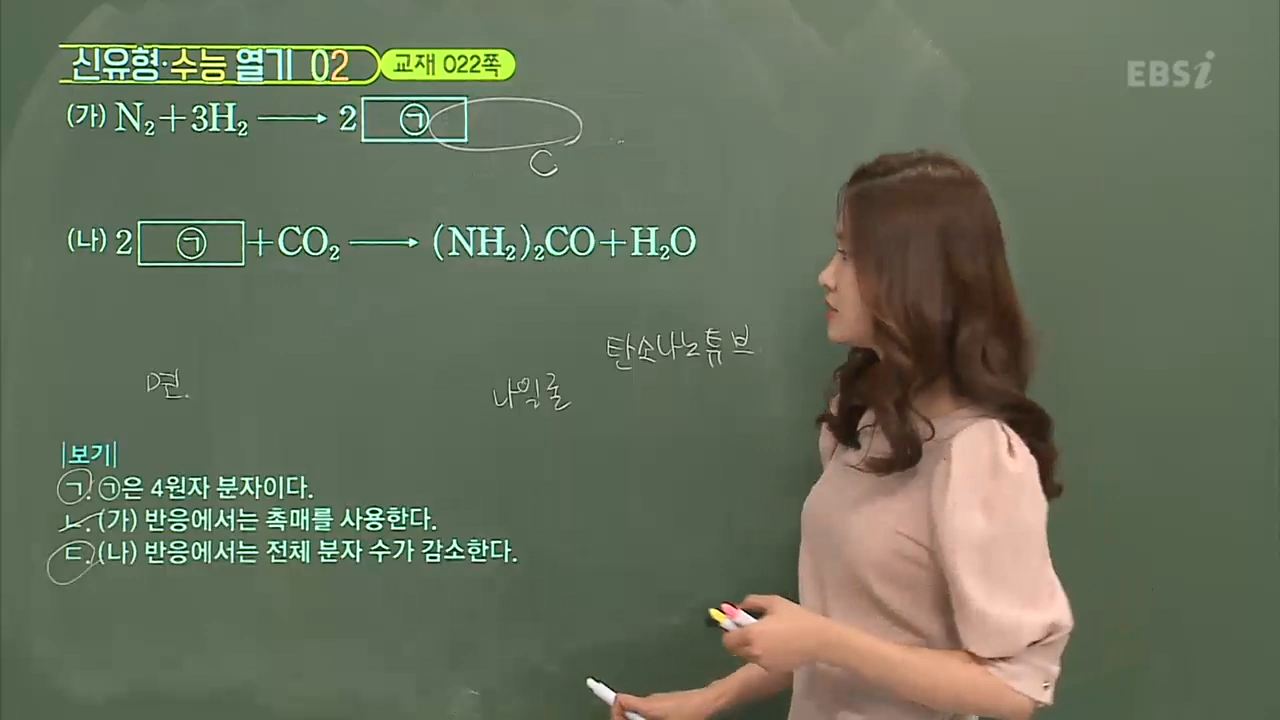 신유형·수능 열기 02 교재 022쪽
EBSi
(가) N₂+3H₂ ⟶ 2 ㉠
C
(나) 2 ㉠ +CO₂ ⟶ (NH₂)₂CO+H₂O
탄소나노튜브
면.
나일론
|보기|
ㄱ. ㉠은 4원자 분자이다.
ㄴ. (가) 반응에서는 촉매를 사용한다.
ㄷ. (나) 반응에서는 전체 분자 수가 감소한다.